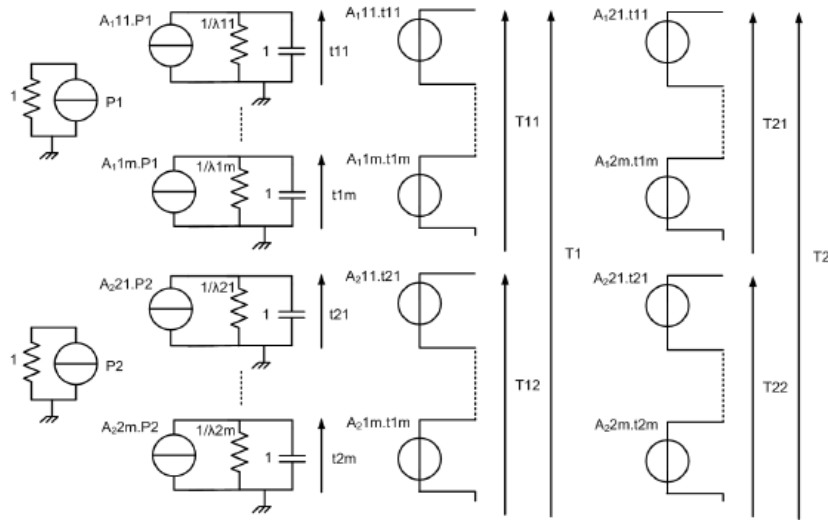 A₁11.P1
1/λ11
1
t11
A₁11.t11
A₁21.t11
1
P1
T11
T21
A₁1m.P1
1/λ1m
1
t1m
A₁1m.t1m
A₁2m.t1m
T1
T2
A₂21.P2
1/λ21
1
t21
A₂11.t21
A₂21.t21
1
P2
T12
T22
A₂2m.P2
1/λ2m
1
t2m
A₂1m.t1m
A₂2m.t2m